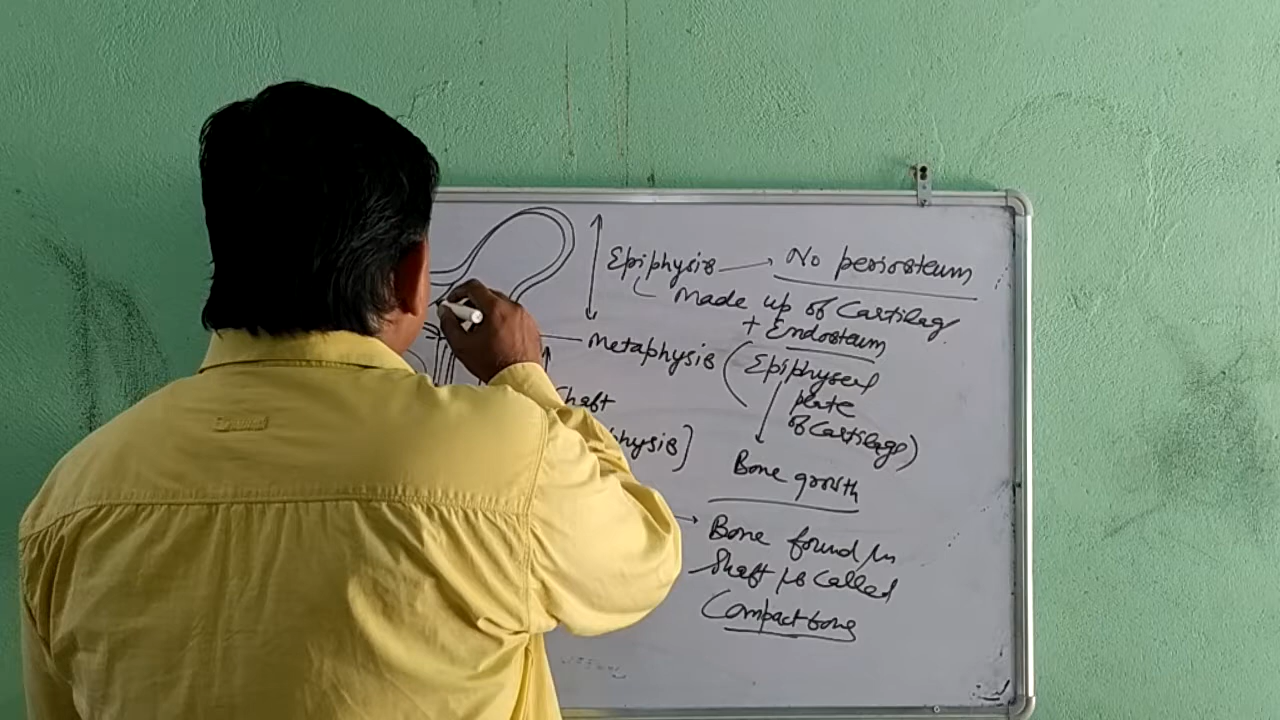 Epiphysis → No periosteum
made up of Cartilag
+ Endosteum
metaphysis (Epiphyseal
plate
of Cartilage)
Shaft
physis]
Bone growth
→ Bone found in
shaft is called
Compact bone